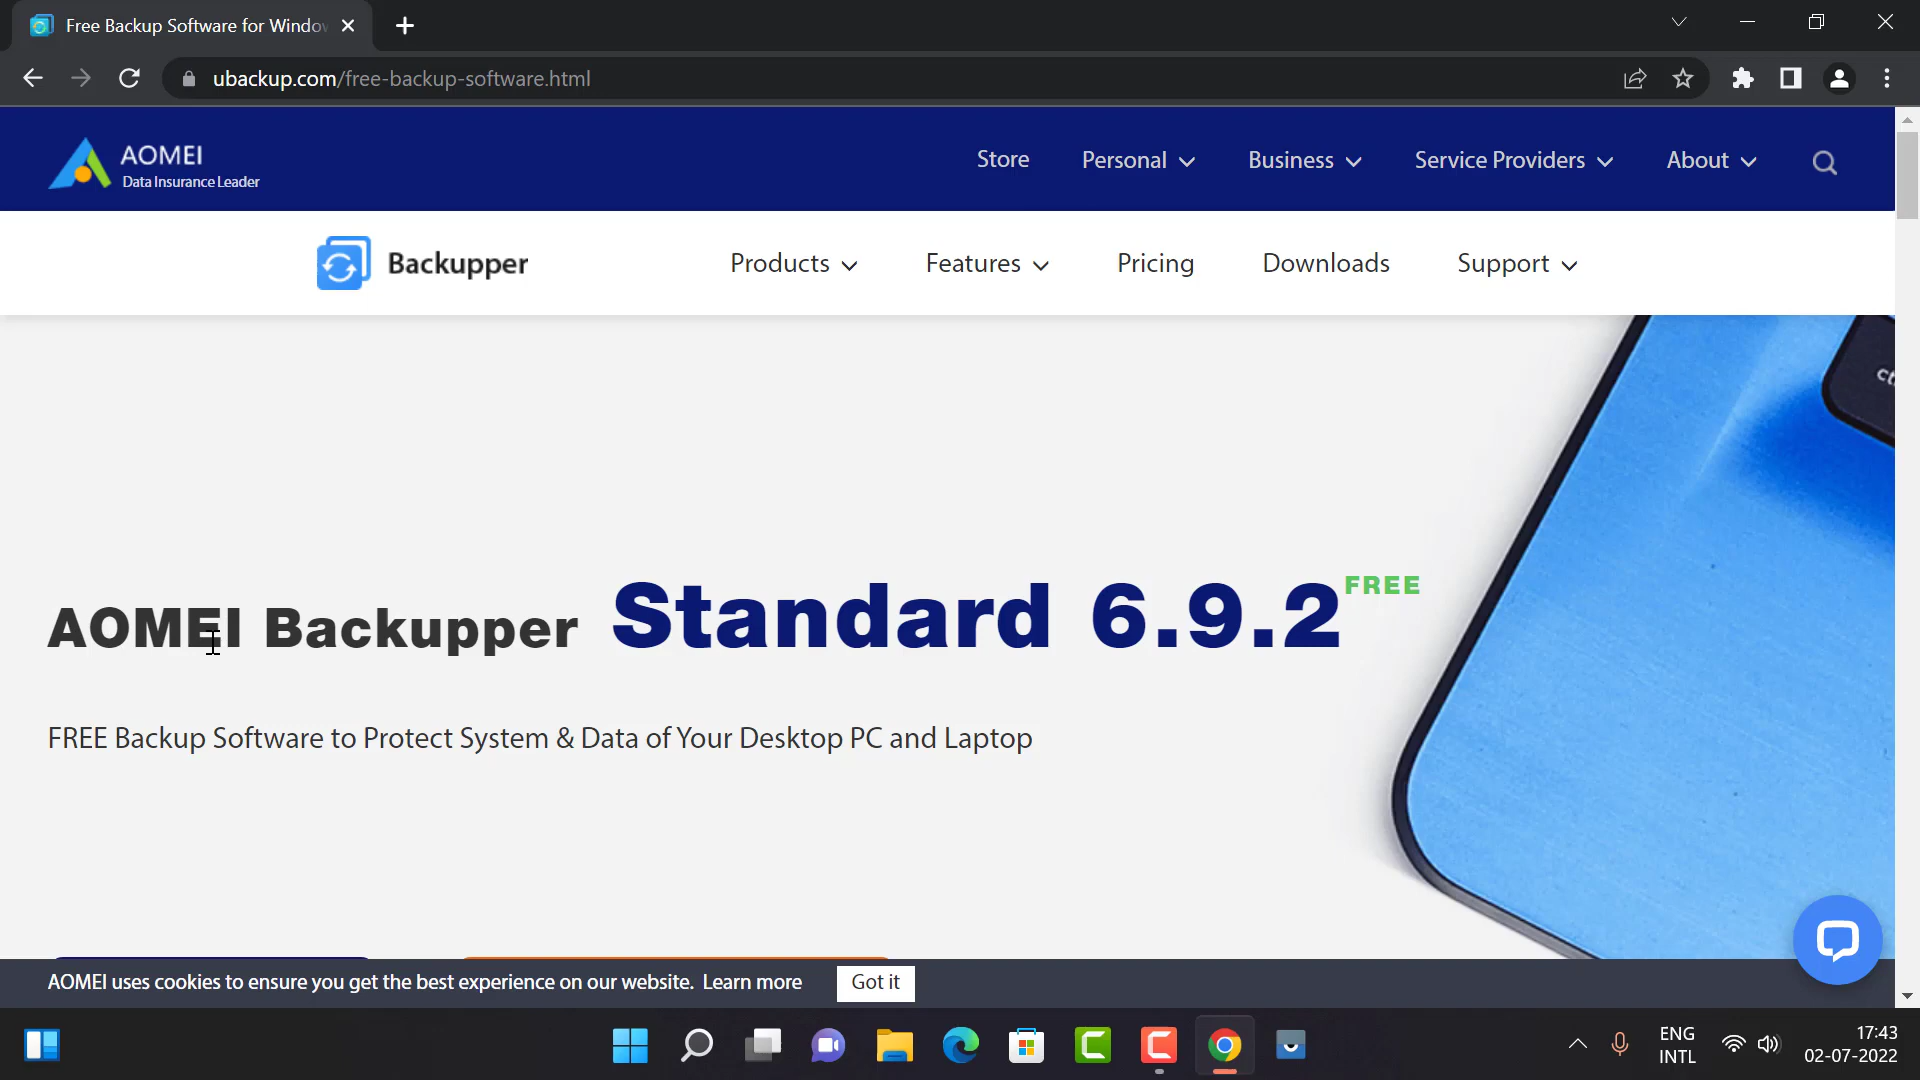 Free Backup Software for Windo
ubackup.com/free-backup-software.html
AOMEI
Data Insurance Leader
Store Personal Business Service Providers About
Backupper
Products Features Pricing Downloads Support
AOMEI Backupper Standard 6.9.2 FREE
FREE Backup Software to Protect System & Data of Your Desktop PC and Laptop
AOMEI uses cookies to ensure you get the best experience on our website. Learn more Got it
ENG
INTL
17:43
02-07-2022